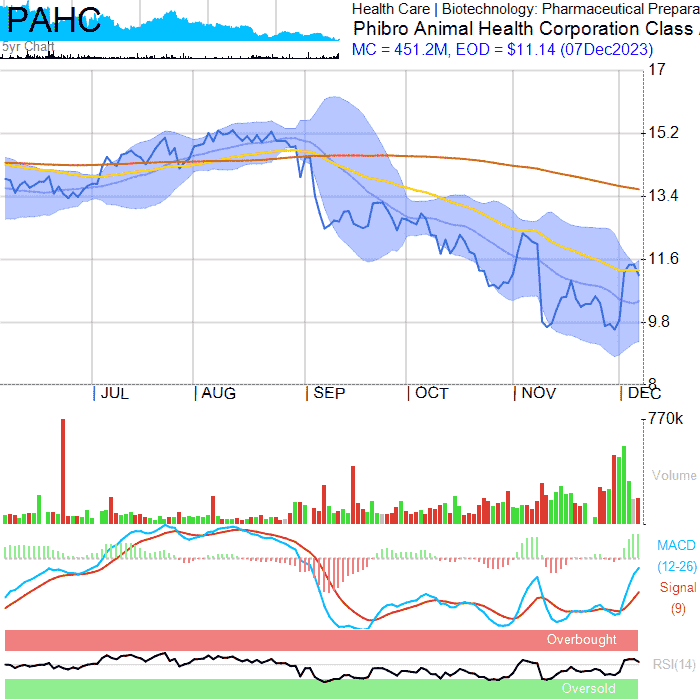 PAHC
5yr Chart
Health Care | Biotechnology: Pharmaceutical Prepara
Phibro Animal Health Corporation Class
MC = 451.2M, EOD = $11.14 (07Dec2023)
17
15.2
13.4
11.6
9.8
8
JUL AUG SEP OCT NOV DEC
770k
Volume
MACD
(12-26)
Signal
(9)
Overbought
RSI(14)
Oversold